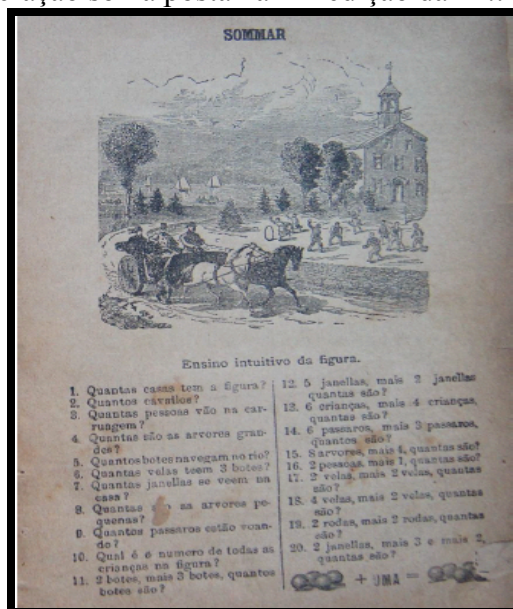 SOMMAR
Ensino intuitivo da figura.
1. Quantas casas tem a figura?
2. Quantos cavallos?
3. Quantas pessoas vão na car-
ruagem?
4. Quantas são as arvores gran-
des?
5. Quantos botes navegam no rio?
6. Quantas velas teem 3 botes?
7. Quantas janellas se veem na
casa?
8. Quantas as arvores pe-
quenas?
9. Quantos passaros estão voan-
do?
10. Qual é o numero de todas as
crianças na figura?
11. 2 botes, mais 3 botes, quantos
botes são?
12. 5 janellas, mais 2 janellas
quantas são?
13. 6 crianças, mais 4 crianças,
quantas são?
14. 6 passaros, mais 3 passaros,
quantos são?
15. 8 arvores, mais 4, quantas são?
16. 2 pessoas, mais 1, quantas são?
17. 2 velas, mais 2 velas, quantas
são?
18. 4 velas, mais 2 velas, quantas
são?
19. 2 rodas, mais 2 rodas, quantas
são?
20. 2 janellas, mais 3 e mais 2,
quantas são?
+ UMA =